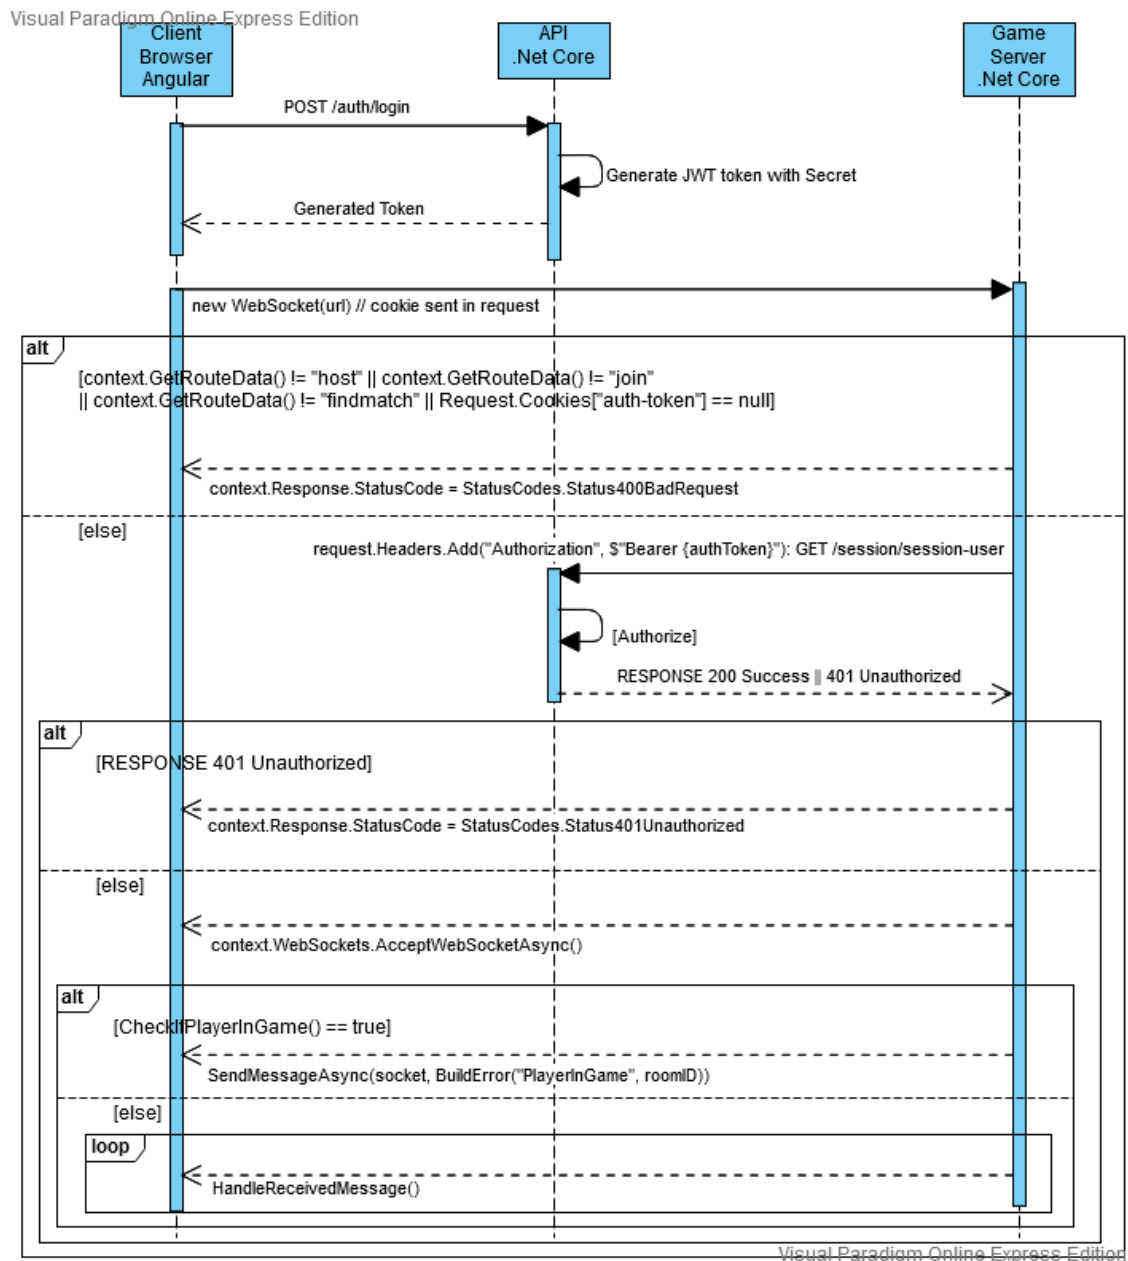 Visual Paradigm Online Express Edition
Client
Browser
Angular
API
.Net Core
Game
Server
.Net Core
POST /auth/login
Generate JWT token with Secret
Generated Token
new WebSocket(url) // cookie sent in request
alt
[context.GetRouteData() != "host" || context.GetRouteData() != "join"
|| context.GetRouteData() != "findmatch" || Request.Cookies["auth-token"] == null]
context.Response.StatusCode = StatusCodes.Status400BadRequest
[else]
request.Headers.Add("Authorization", $"Bearer {authToken}"): GET /session/session-user
[Authorize]
RESPONSE 200 Success || 401 Unauthorized
alt
[RESPONSE 401 Unauthorized]
context.Response.StatusCode = StatusCodes.Status401Unauthorized
[else]
context.WebSockets.AcceptWebSocketAsync()
alt
[CheckIfPlayerInGame() == true]
SendMessageAsync(socket, BuildError("PlayerInGame", roomID))
[else]
loop
HandleReceivedMessage()
Visual Paradigm Online Express Edition